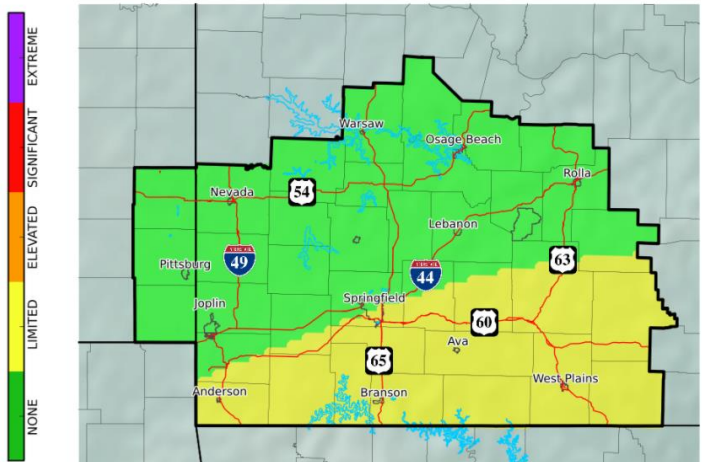 EXTREME
SIGNIFICANT
ELEVATED
LIMITED
NONE
Warsaw
Osage Beach
Rolla
Nevada
54
Lebanon
Pittsburg
49
44
63
Joplin
Springfield
60
Ava
65
Anderson
Branson
West Plains